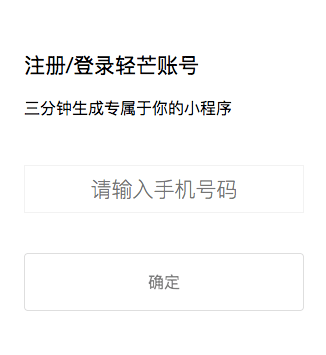 注册/登录轻芒账号
三分钟生成专属于你的小程序
请输入手机号码
确定